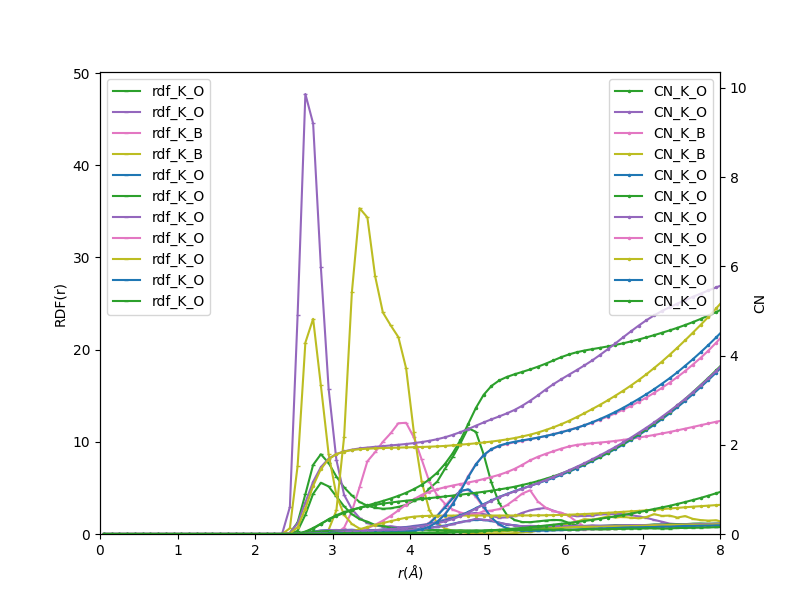 rdf_K_O
rdf_K_O
rdf_K_B
rdf_K_B
rdf_K_O
rdf_K_O
rdf_K_O
rdf_K_O
rdf_K_O
rdf_K_O
rdf_K_O
CN_K_O
CN_K_O
CN_K_B
CN_K_B
CN_K_O
CN_K_O
CN_K_O
CN_K_O
CN_K_O
CN_K_O
CN_K_O
50
40
30
20
10
0
RDF(r)
10
8
6
4
2
0
CN
0 1 2 3 4 5 6 7 8
r(Å)